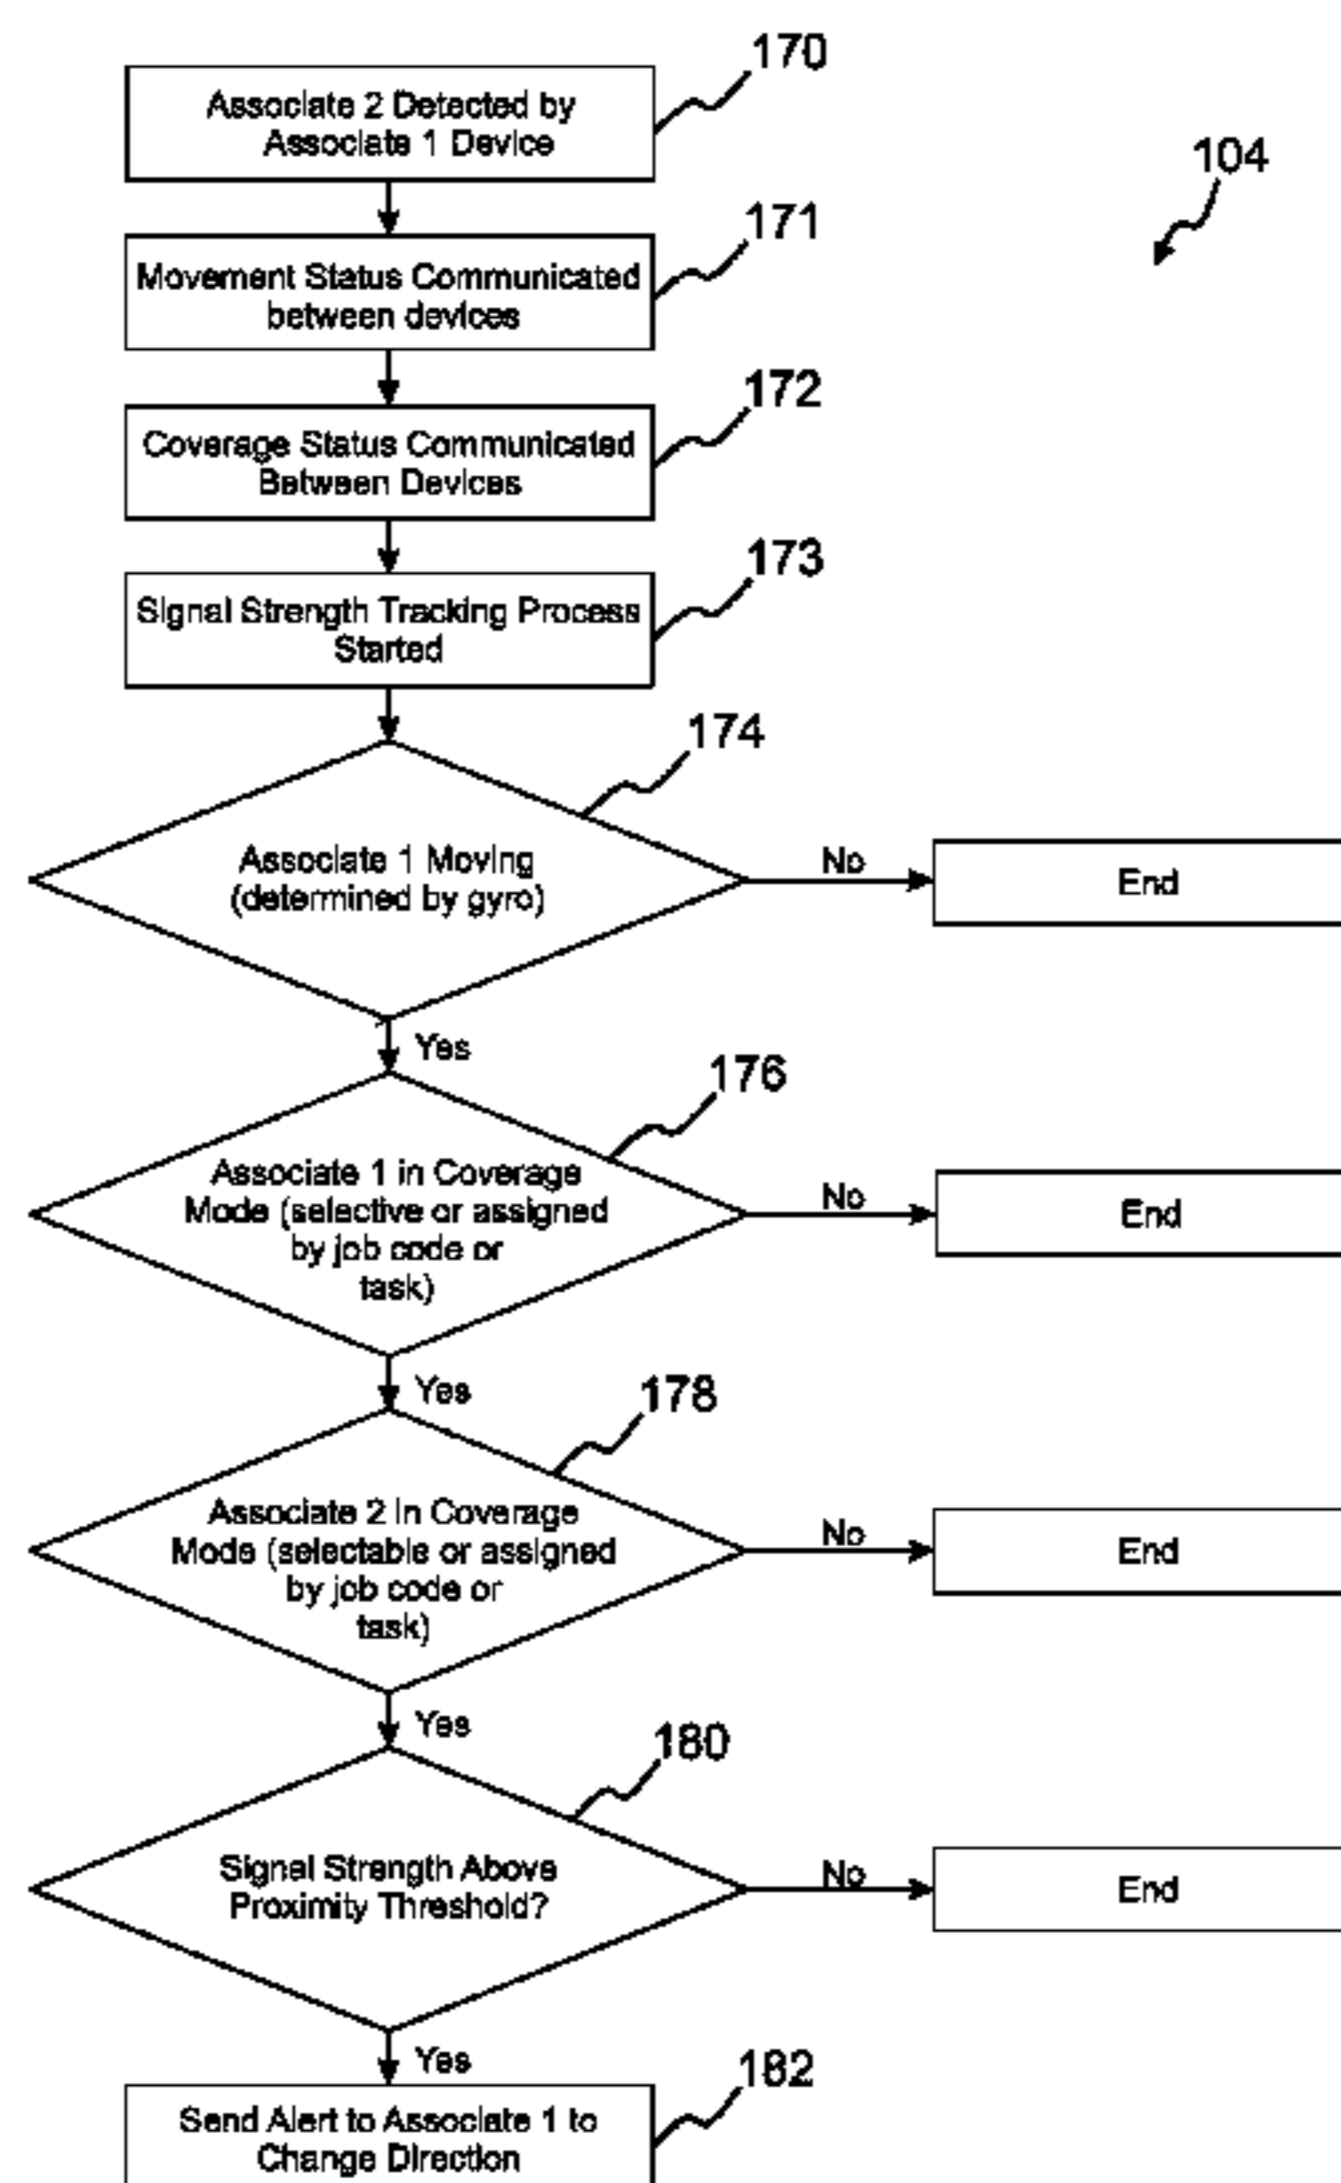 170
Associate 2 Detected by
Associate 1 Device
104
171
Movement Status Communicated
between devices
172
Coverage Status Communicated
Between Devices
173
Signal Strength Tracking Process
Started
174
Associate 1 Moving
(determined by gyro)
No
End
Yes
176
Associate 1 in Coverage
Mode (selective or assigned
by job code or
task)
No
End
Yes
178
Associate 2 in Coverage
Mode (selectable or assigned
by job code or
task)
No
End
Yes
180
Signal Strength Above
Proximity Threshold?
No
End
Yes
182
Send Alert to Associate 1 to
Change Direction